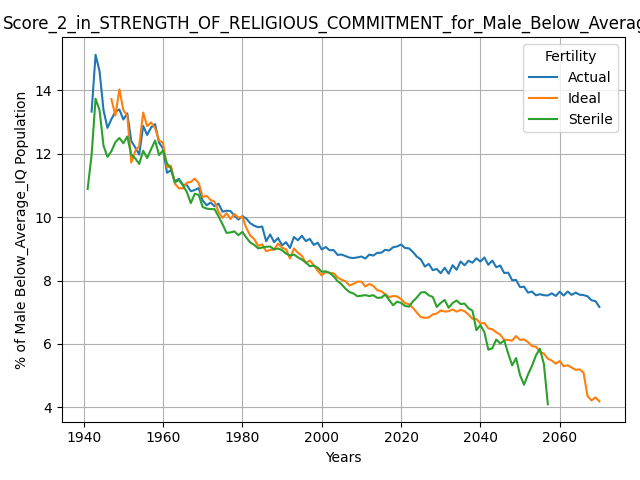 Score_2_in_STRENGTH_OF_RELIGIOUS_COMMITMENT_for_Male_Below_Averag
Fertility
Actual
Ideal
Sterile
% of Male Below_Average_IQ Population
14
12
10
8
6
4
1940 1960 1980 2000 2020 2040 2060
Years